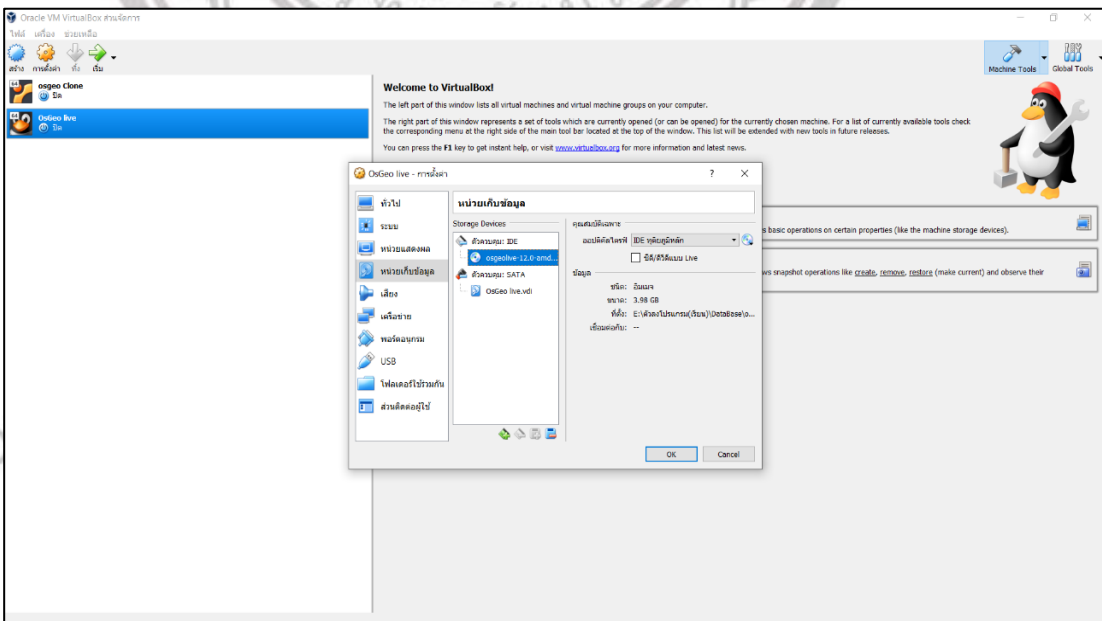 Oracle VM VirtualBox ส่วนจัดการ
ไฟล์ เครื่อง ช่วยเหลือ
สร้าง การตั้งค่า ทิ้ง เริ่ม
Machine Tools Global Tools
osgeo Clone
ปิด
OsGeo live
ปิด
Welcome to VirtualBox!
The left part of this window lists all virtual machines and virtual machine groups on your computer.
The right part of this window represents a set of tools which are currently opened (or can be opened) for the currently chosen machine. For a list of currently available tools check
the corresponding menu at the right side of the main tool bar located at the top of the window. This list will be extended with new tools in future releases.
You can press the F1 key to get instant help, or visit www.virtualbox.org for more information and latest news.
s basic operations on certain properties (like the machine storage devices).
ws snapshot operations like create, remove, restore (make current) and observe their
OsGeo live - การตั้งค่า
ทั่วไป
ระบบ
หน่วยแสดงผล
หน่วยเก็บข้อมูล
เสียง
เครือข่าย
พอร์ตอนุกรม
USB
โฟลเดอร์ใช้ร่วมกัน
ส่วนติดต่อผู้ใช้
หน่วยเก็บข้อมูล
Storage Devices
ตัวควบคุม: IDE
osgeolive-12.0-amd...
ตัวควบคุม: SATA
OsGeo live.vdi
คุณสมบัติเฉพาะ
ออปติคัลไดรฟ์ IDE ทุติยภูมิหลัก
ซีดี/ดีวีดีแบบ Live
ข้อมูล
ชนิด: อิมเมจ
ขนาด: 3.98 GB
ที่ตั้ง: E:\ตัวลงโปรแกรม(เรียน)\DataBase\o...
เชื่อมต่อกับ: --
OK Cancel